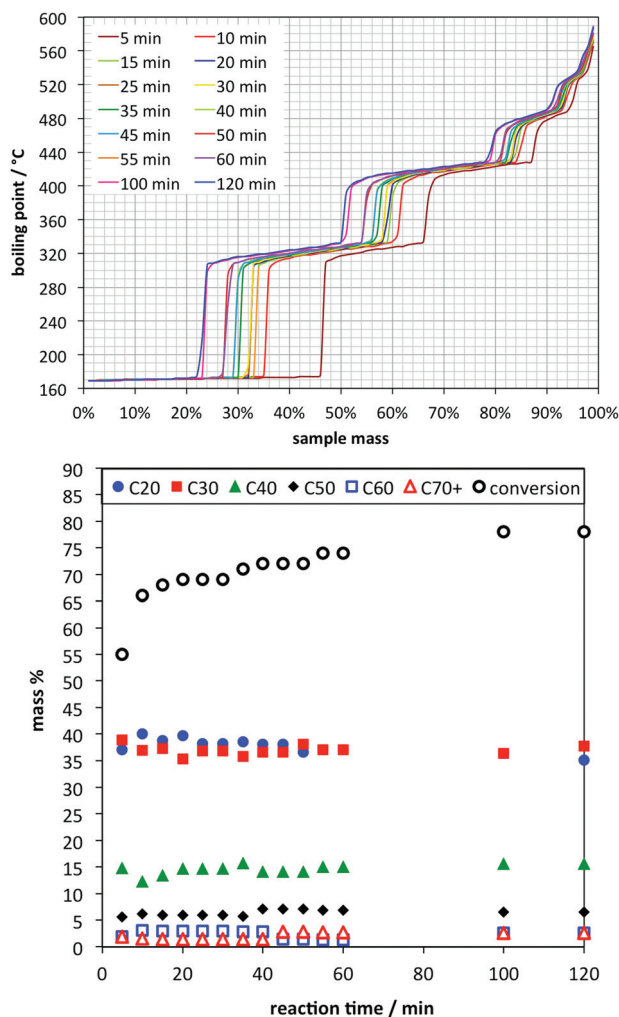 600
560
520
480
440
400
360
320
280
240
200
160
boiling point / °C
5 min 10 min
15 min 20 min
25 min 30 min
35 min 40 min
45 min 50 min
55 min 60 min
100 min 120 min
0% 10% 20% 30% 40% 50% 60% 70% 80% 90% 100%
sample mass
90
85
80
75
70
65
60
55
50
45
40
35
30
25
20
15
10
5
0
mass %
C20 C30 C40 C50 C60 C70+ conversion
0 20 40 60 80 100 120
reaction time / min